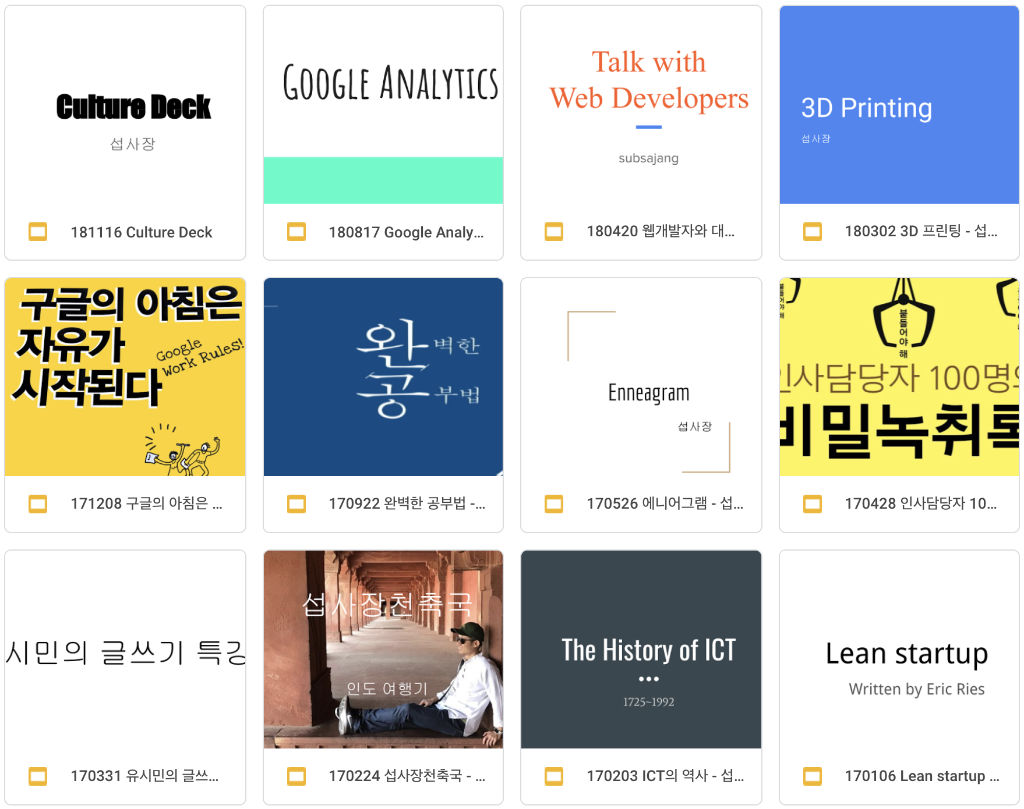 Culture Deck
섭사장
181116 Culture Deck
GOOGLE ANALYTICS
180817 Google Analy...
Talk with
Web Developers
subsajang
180420 웹개발자와 대...
3D Printing
섭사장
180302 3D 프린팅 - 섭...
구글의 아침은
자유가
시작된다
Google
Work Rules!
171208 구글의 아침은 ...
완벽한
공부법
170922 완벽한 공부법 -...
Enneagram
섭사장
170526 에니어그램 - 섭...
붙들어야
해
붙들어야
해
인사담당자 100명의
비밀녹취록
170428 인사담당자 10...
시민의 글쓰기 특강
170331 유시민의 글쓰...
섭사장천축국
인도 여행기
170224 섭사장천축국 - ...
The History of ICT
1725-1992
170203 ICT의 역사 - 섭...
Lean startup
Written by Eric Ries
170106 Lean startup ...